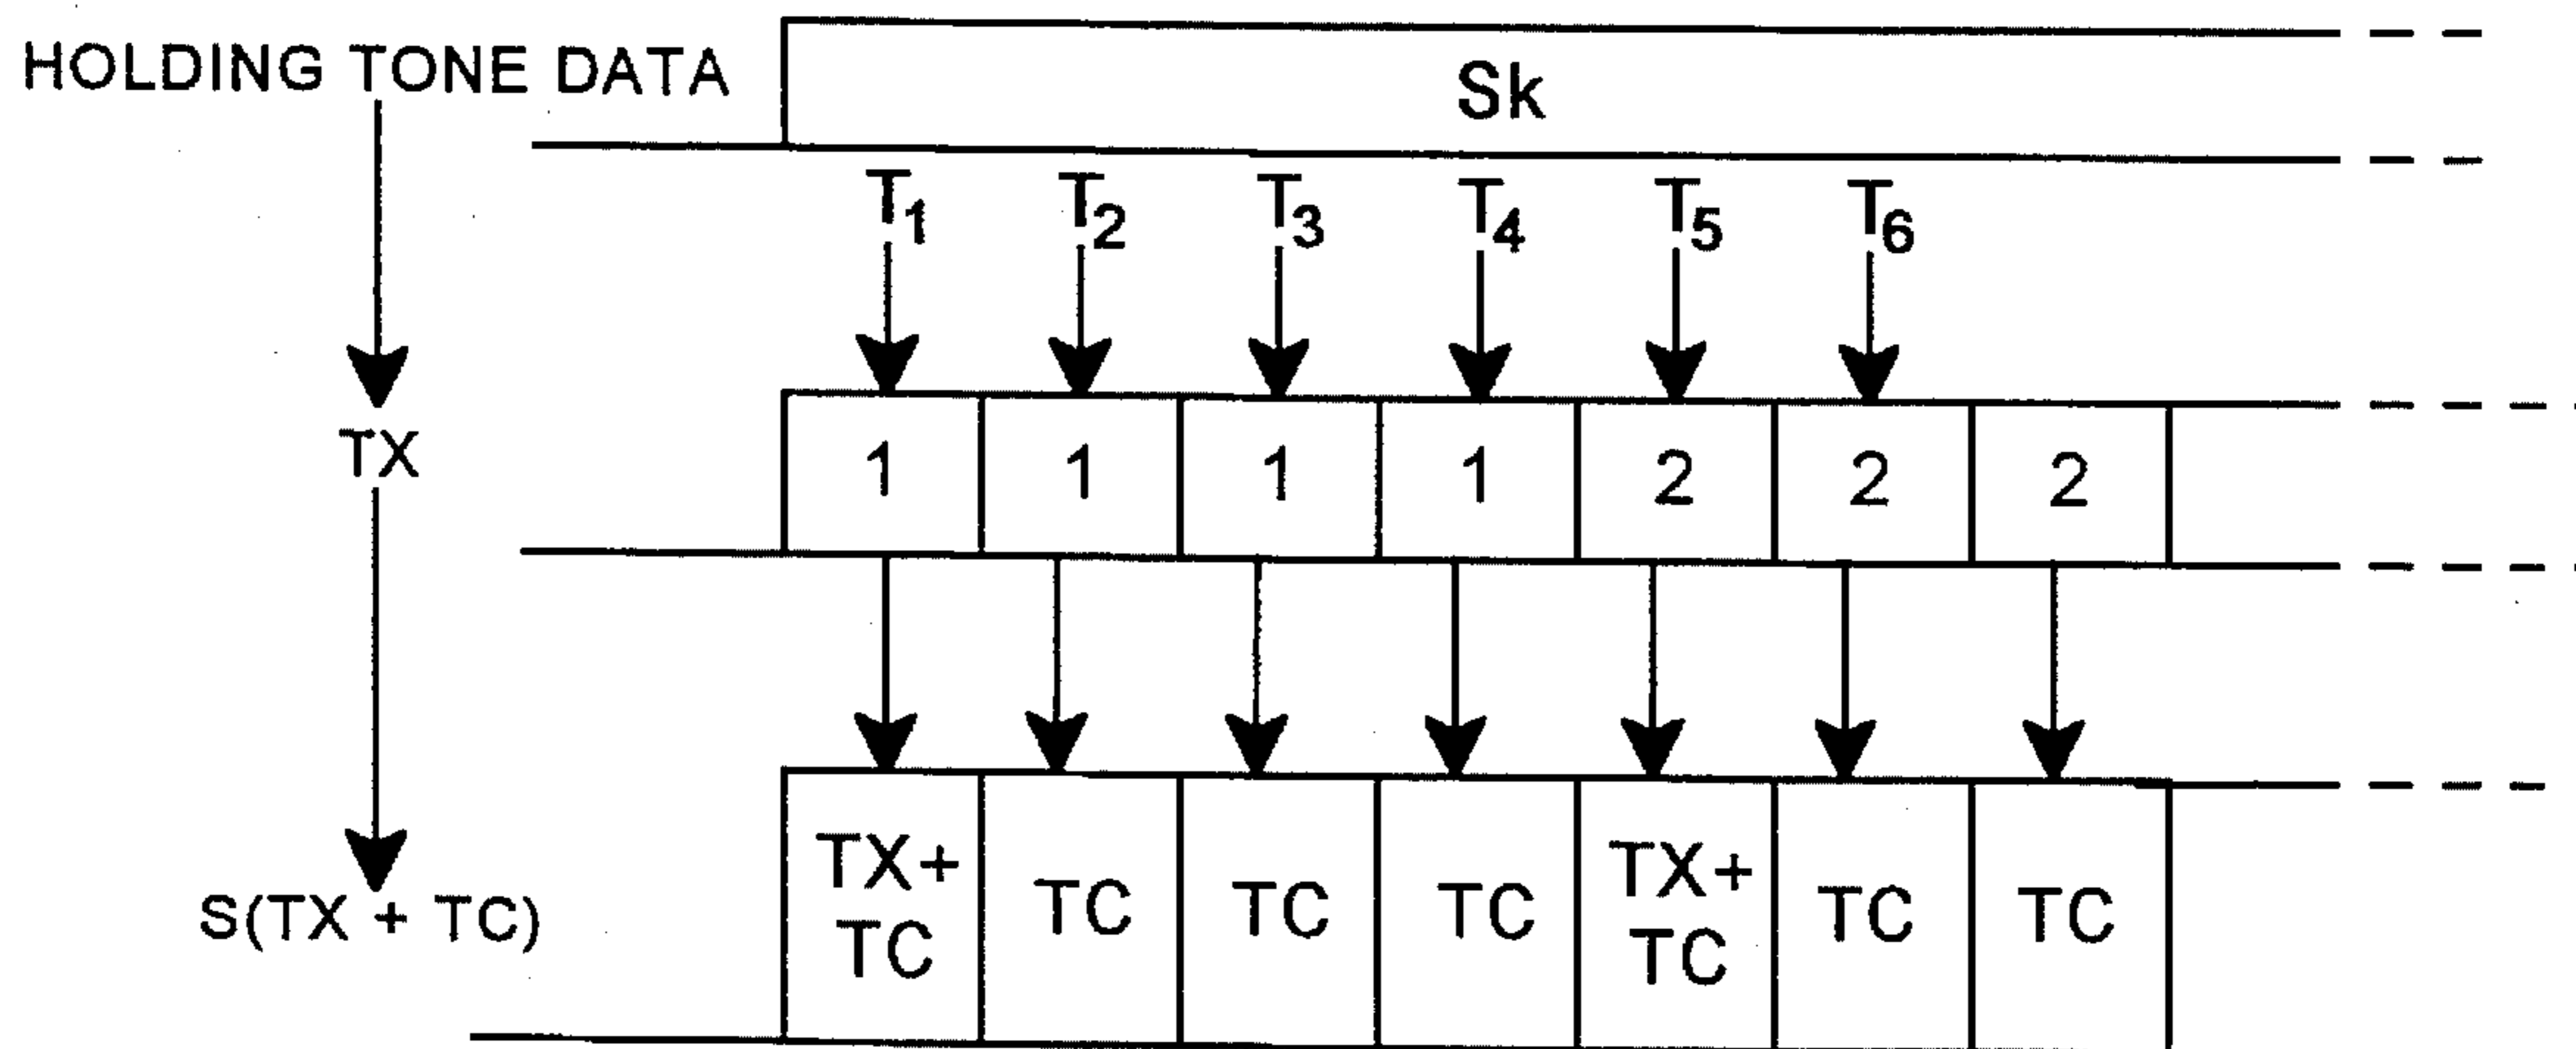 HOLDING TONE DATA
Sk
T1 T2 T3 T4 T5 T6
TX
1 1 1 1 2 2 2
S(TX + TC)
TX+ TC
TC
TC
TC
TX+ TC
TC
TC